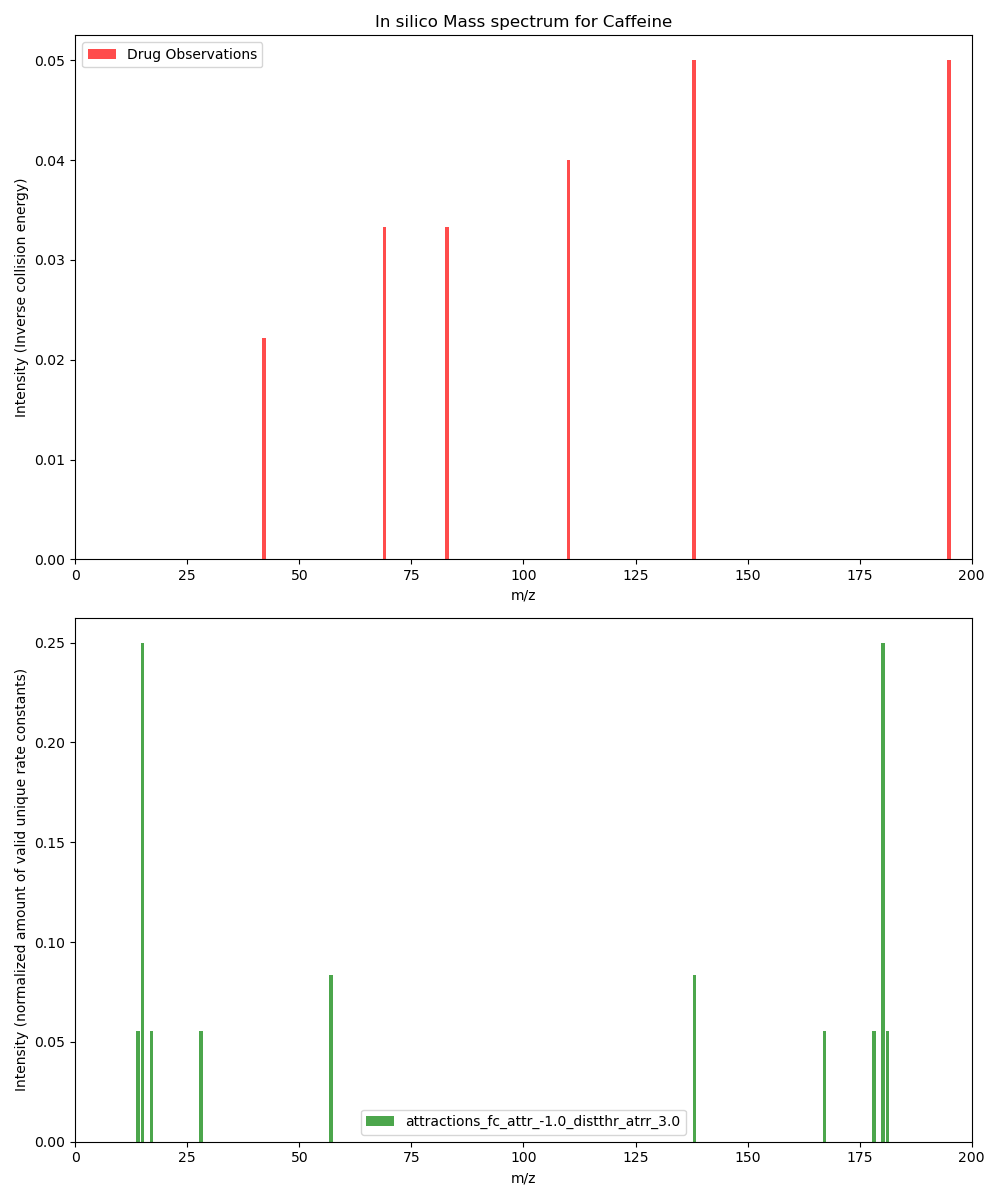 In silico Mass spectrum for Caffeine
Drug Observations
Intensity (Inverse collision energy)
0.05
0.04
0.03
0.02
0.01
0.00
0 25 50 75 100 125 150 175 200
m/z
attractions_fc_attr_-1.0_distthr_atrr_3.0
Intensity (normalized amount of valid unique rate constants)
0.25
0.20
0.15
0.10
0.05
0.00
0 25 50 75 100 125 150 175 200
m/z